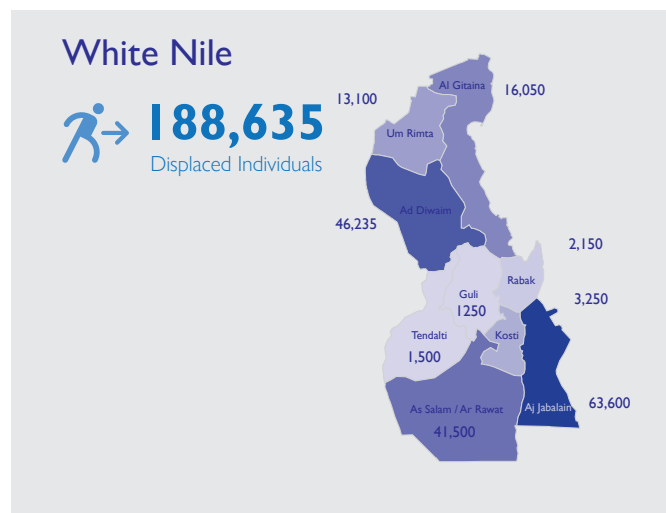 White Nile
188,635
Displaced Individuals
Al Gitaina
16,050
13,100
Um Rimta
Ad Diwaim
46,235
2,150
Rabak
Guli
1250
3,250
Tendalti
1,500
Kosti
As Salam / Ar Rawat
41,500
Aj Jabalain
63,600